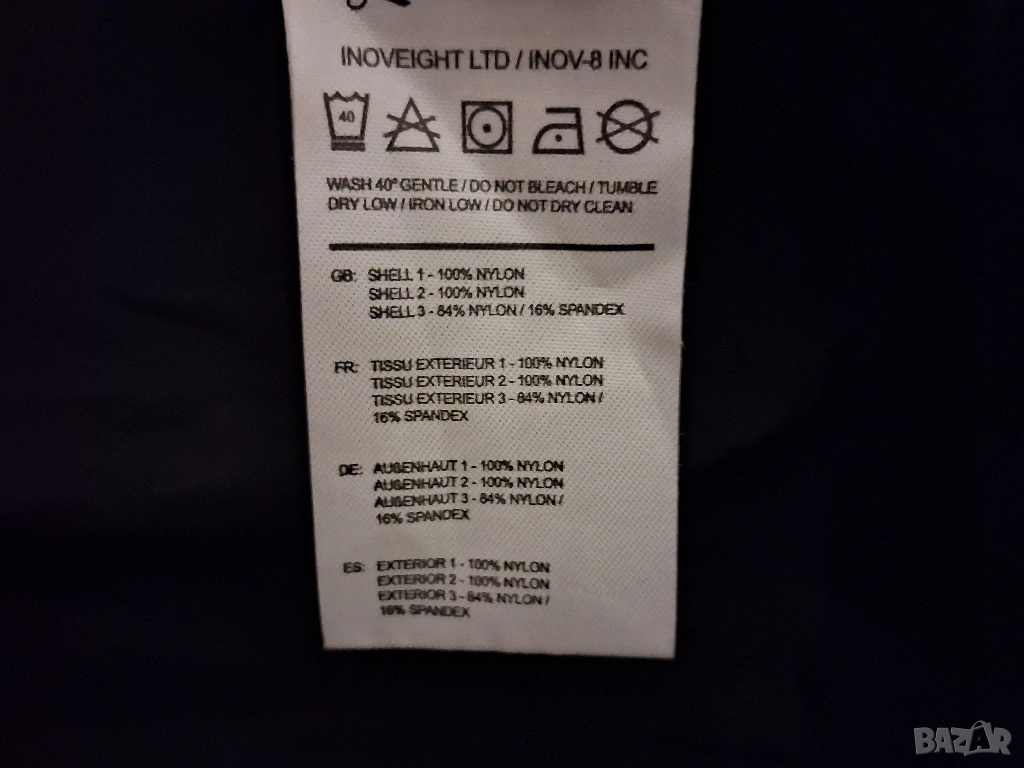 INOVEIGHT LTD / INOV-8 INC
40
WASH 40° GENTLE / DO NOT BLEACH / TUMBLE
DRY LOW / IRON LOW / DO NOT DRY CLEAN
GB: SHELL 1 - 100% NYLON
SHELL 2 - 100% NYLON
SHELL 3 - 84% NYLON / 16% SPANDEX
FR: TISSU EXTERIEUR 1 - 100% NYLON
TISSU EXTERIEUR 2 - 100% NYLON
TISSU EXTERIEUR 3 - 84% NYLON /
16% SPANDEX
DE: AUßENHAUT 1 - 100% NYLON
AUßENHAUT 2 - 100% NYLON
AUßENHAUT 3 - 84% NYLON /
16% SPANDEX
ES: EXTERIOR 1 - 100% NYLON
EXTERIOR 2 - 100% NYLON
EXTERIOR 3 - 84% NYLON /
16% SPANDEX
BAZAR